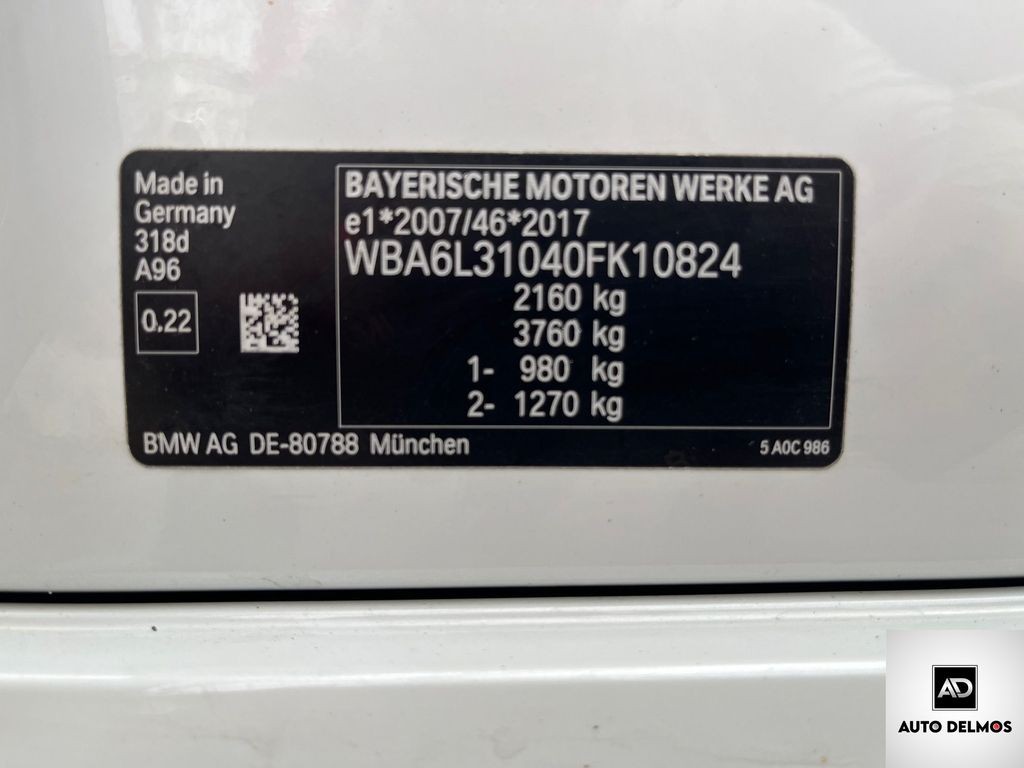 Made in
Germany
318d
A96
0.22
BAYERISCHE MOTOREN WERKE AG
e1*2007/46*2017
WBA6L31040FK10824
2160 kg
3760 kg
1- 980 kg
2- 1270 kg
BMW AG DE-80788 München
5 A0C 986
AD
AUTO DELMOS